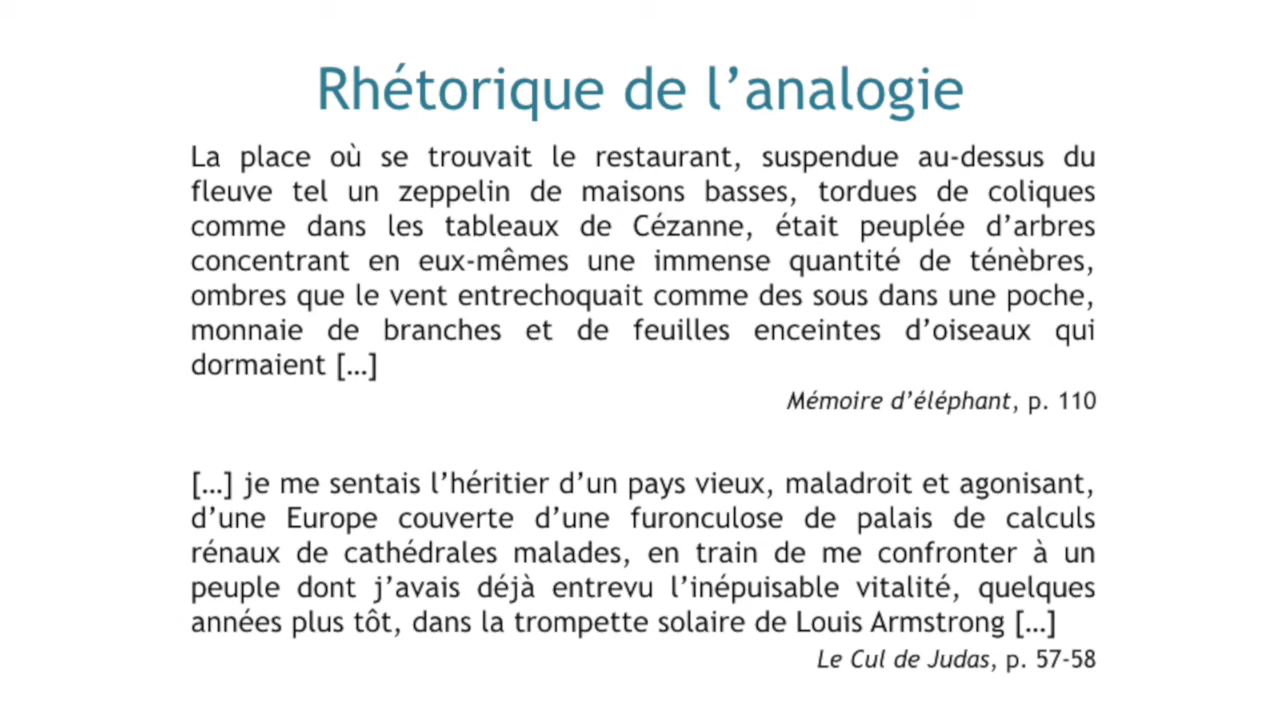 Rhétorique de l’analogie
La place où se trouvait le restaurant, suspendue au-dessus du
fleuve tel un zeppelin de maisons basses, tordues de coliques
comme dans les tableaux de Cézanne, était peuplée d’arbres
concentrant en eux-mêmes une immense quantité de ténèbres,
ombres que le vent entrechoquait comme des sous dans une poche,
monnaie de branches et de feuilles enceintes d’oiseaux qui
dormaient […]
Mémoire d’éléphant, p. 110
[…] je me sentais l’héritier d’un pays vieux, maladroit et agonisant,
d’une Europe couverte d’une furonculose de palais de calculs
rénaux de cathédrales malades, en train de me confronter à un
peuple dont j’avais déjà entrevu l’inépuisable vitalité, quelques
années plus tôt, dans la trompette solaire de Louis Armstrong […]
Le Cul de Judas, p. 57-58